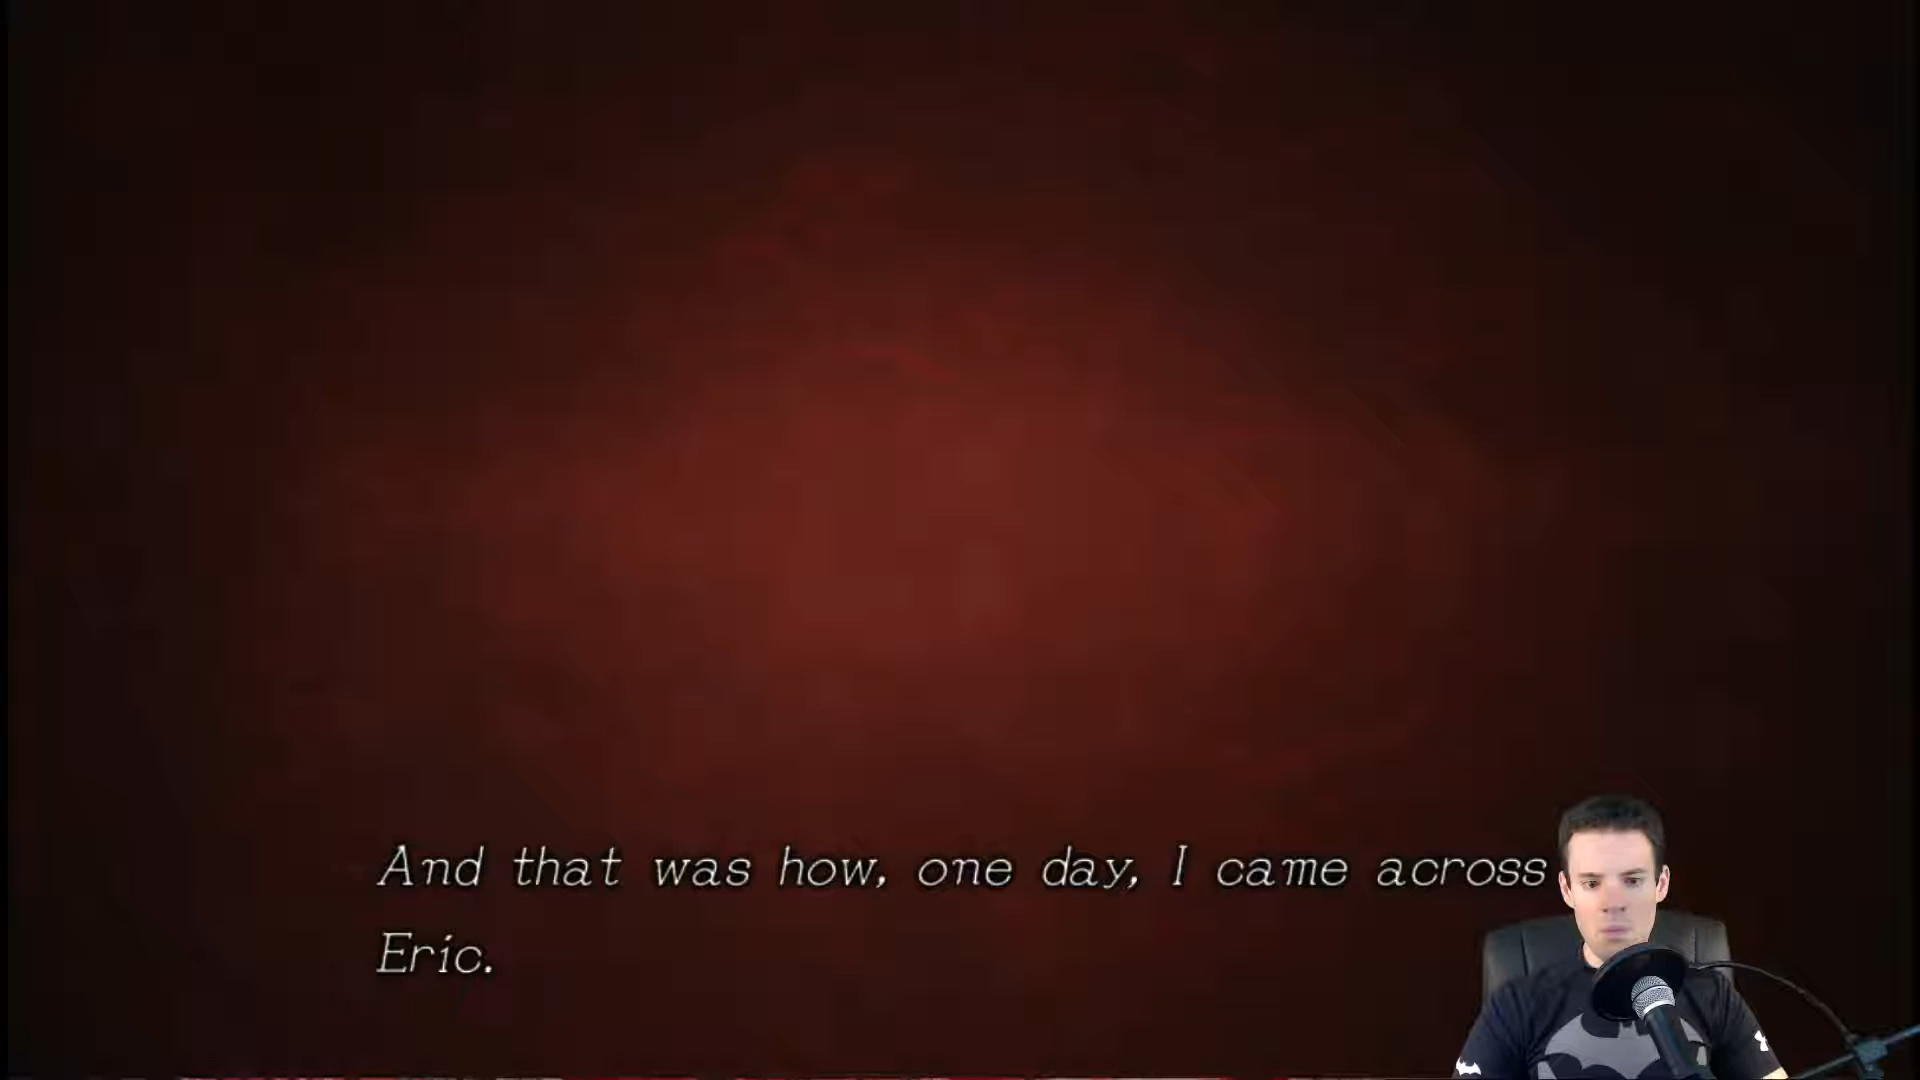 And that was how, one day, I came across
Eric.